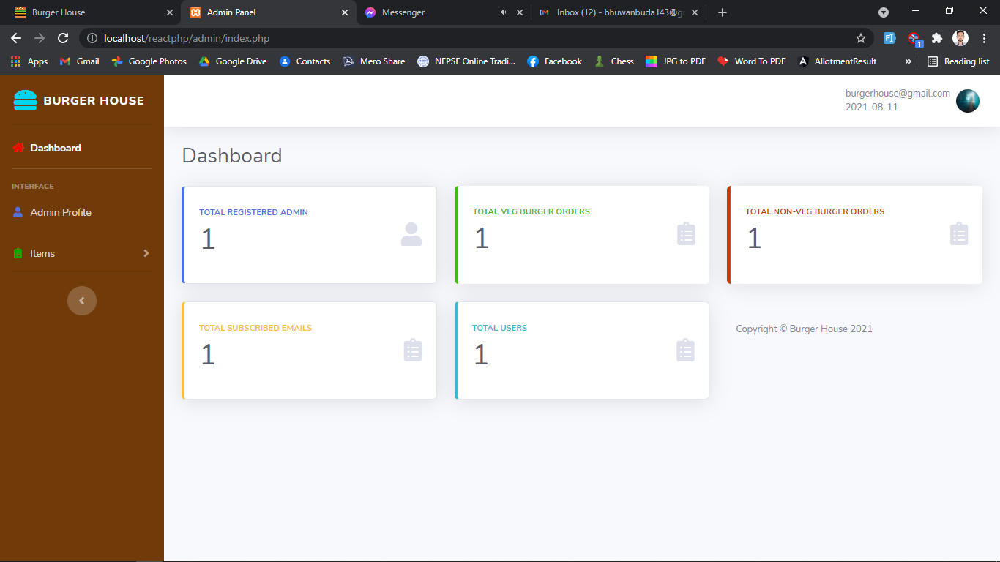 Burger House
Admin Panel
Messenger
Inbox (12) - bhuwanbuda143@g
localhost/reactphp/admin/index.php
1
Apps
Gmail
Google Photos
Google Drive
Contacts
Mero Share
NEPSE Online Tradi...
Facebook
Chess
JPG to PDF
Word To PDF
AllotmentResult
»
Reading list
BURGER HOUSE
Dashboard
INTERFACE
Admin Profile
Items
burgerhouse@gmail.com
2021-08-11
Dashboard
TOTAL REGISTERED ADMIN
1
TOTAL VEG BURGER ORDERS
1
TOTAL NON-VEG BURGER ORDERS
1
TOTAL SUBSCRIBED EMAILS
1
TOTAL USERS
1
Copyright © Burger House 2021